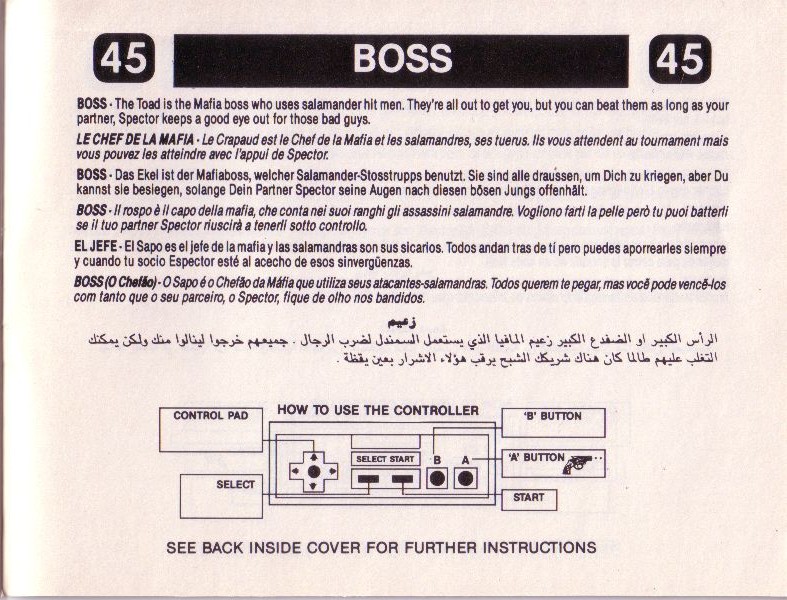 45 BOSS 45
BOSS - The Toad is the Mafia boss who uses salamander hit men. They're all out to get you, but you can beat them as long as your
partner, Spector keeps a good eye out for those bad guys.
LE CHEF DE LA MAFIA - Le Crapaud est le Chef de la Mafia et les salamandres, ses tuerus. Ils vous attendent au tournament mais
vous pouvez les atteindre avec l'appui de Spector.
BOSS - Das Ekel ist der Mafiaboss, welcher Salamander-Stosstrupps benutzt. Sie sind alle draussen, um Dich zu kriegen, aber Du
kannst sie besiegen, solange Dein Partner Spector seine Augen nach diesen bösen Jungs offenhält.
BOSS - Il rospo è il capo della mafia, che conta nei suoi ranghi gli assassini salamandre. Vogliono farti la pelle però tu puoi batterli
se il tuo partner Spector riuscirà a tenerli sotto controllo.
EL JEFE - El Sapo es el jefe de la mafia y las salamandras son sus sicarios. Todos andan tras de tí pero puedes aporrearles siempre
y cuando tu socio Espector esté al acecho de esos sinvergüenzas.
BOSS (O Chefão) - O Sapo é o Chefão da Máfia que utiliza seus atacantes-salamandras. Todos querem te pegar, mas você pode vencê-los
com tanto que o seu parceiro, o Spector, fique de olho nos bandidos.
زعيم
الرأس الكبير او الضفدع الكبير زعيم المافيا الذي يستعمل السمندل لضرب الرجال . جميعهم خرجوا لينالوا منك ولكن يمكنك
التغلب عليهم طالما كان هناك شريكك الشبح يرقب هؤلاء الاشرار بعين يقظة .
HOW TO USE THE CONTROLLER
CONTROL PAD
'B' BUTTON
SELECT START B A
'A' BUTTON
SELECT
START
SEE BACK INSIDE COVER FOR FURTHER INSTRUCTIONS